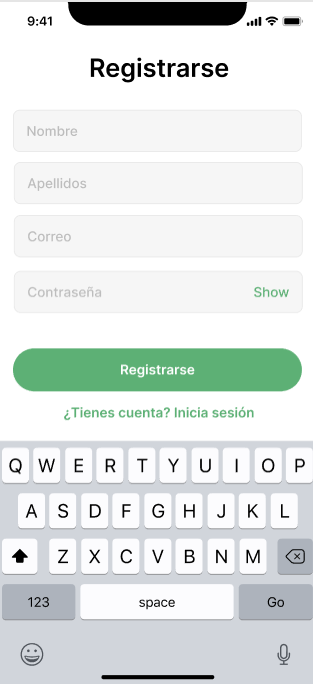 9:41
Registrarse
Nombre
Apellidos
Correo
Contraseña Show
Registrarse
¿Tienes cuenta? Inicia sesión
Q W E R T Y U I O P
A S D F G H J K L
Z X C V B N M
123 space Go